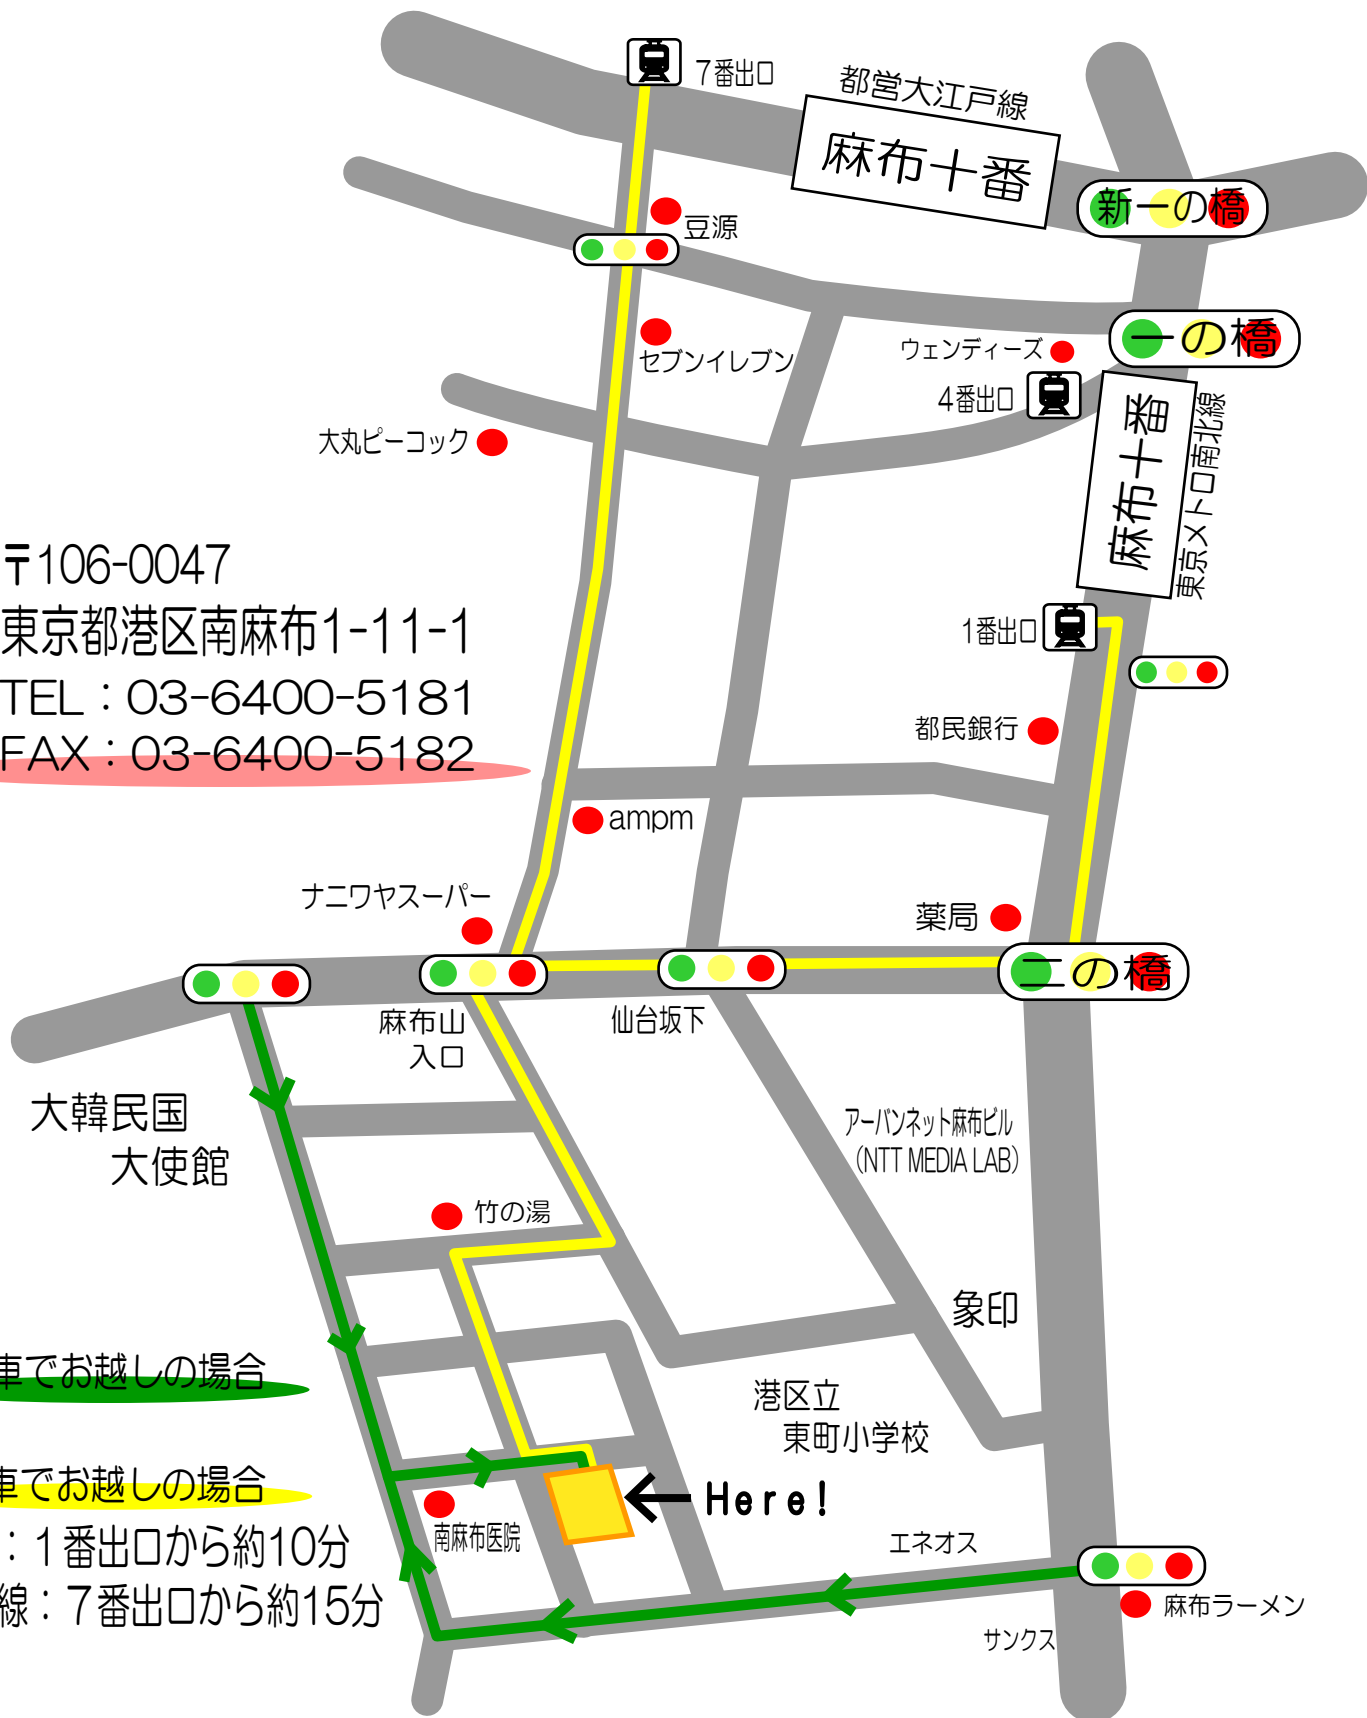 7番出口
都営大江戸線
麻布十番
新一の橋
豆源
一の橋
セブンイレブン
ウェンディーズ
4番出口
大丸ピーコック
麻布十番
東京メトロ南北線
〒106-0047
東京都港区南麻布1-11-1
TEL：03-6400-5181
FAX：03-6400-5182
1番出口
都民銀行
ampm
ナニワヤスーパー
薬局
二の橋
麻布山
入口
仙台坂下
大韓民国
大使館
アーバンネット麻布ビル
(NTT MEDIA LAB)
竹の湯
象印
車でお越しの場合
港区立
東町小学校
車でお越しの場合
：1番出口から約10分
線：7番出口から約15分
Here!
南麻布医院
エネオス
麻布ラーメン
サンクス